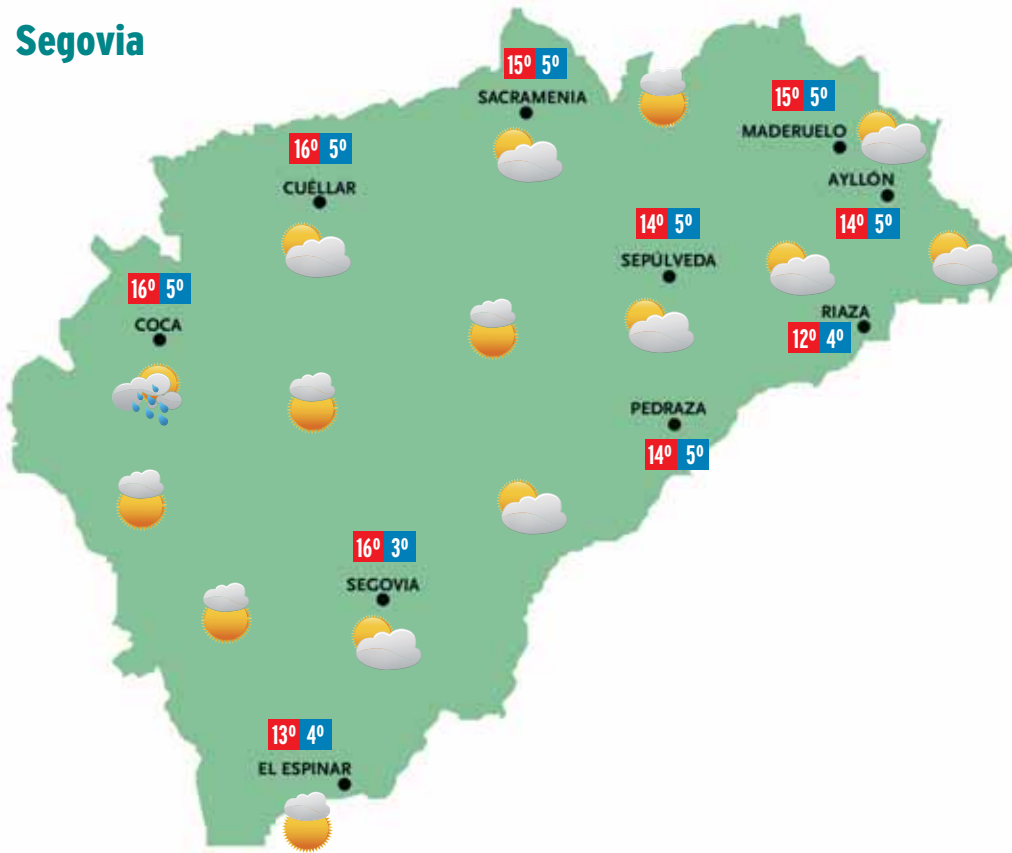 Segovia
15º 5º
SACRAMENIA
15º 5º
MADERUELO
16º 5º
CUÉLLAR
AYLLÓN
14º 5º
14º 5º
SEPÚLVEDA
16º 5º
COCA
RIAZA
12º 4º
PEDRAZA
14º 5º
16º 3º
SEGOVIA
13º 4º
EL ESPINAR